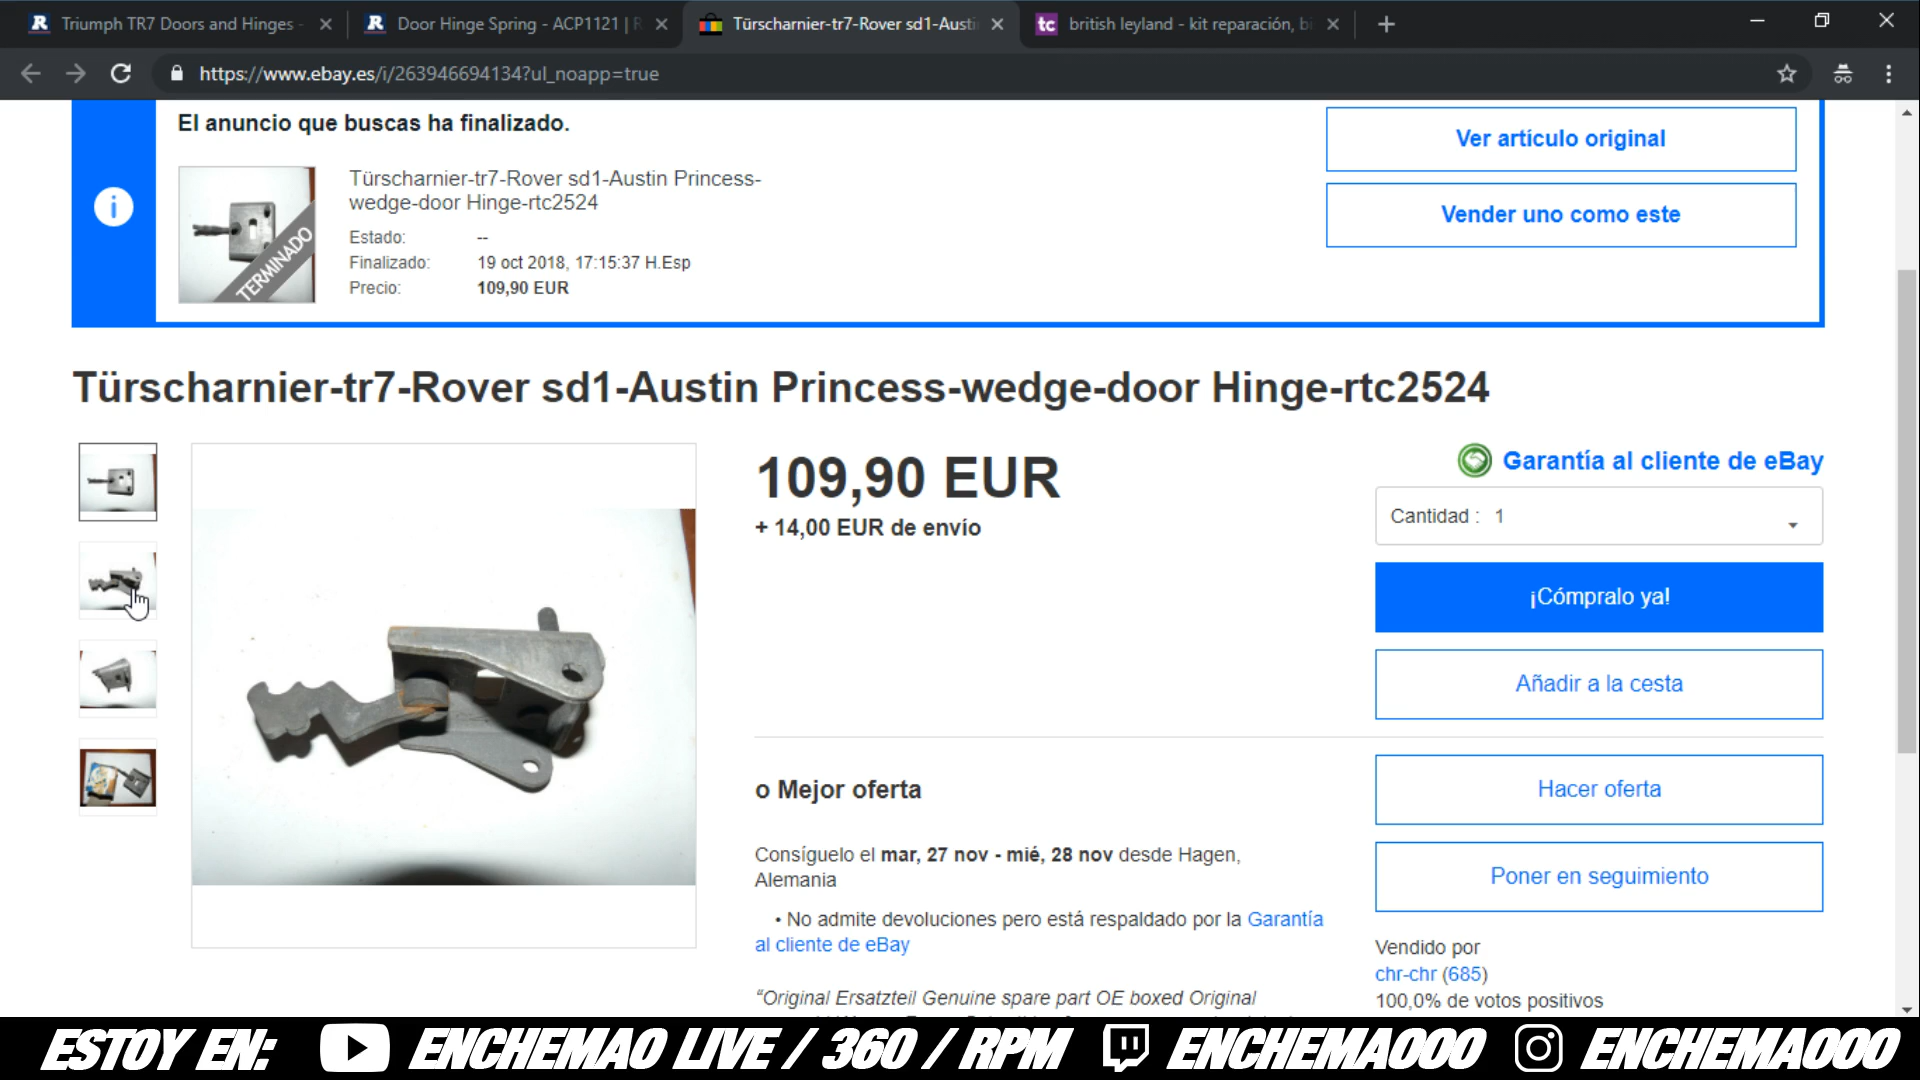 Triumph TR7 Doors and Hinges -
Door Hinge Spring - ACP1121 | R
Türscharnier-tr7-Rover sd1-Austi
tc
british leyland - kit reparación, bi
https://www.ebay.es/i/263946694134?ul_noapp=true
El anuncio que buscas ha finalizado.
Ver artículo original
Vender uno como este
TERMINADO
Türscharnier-tr7-Rover sd1-Austin Princess-
wedge-door Hinge-rtc2524
Estado: --
Finalizado: 19 oct 2018, 17:15:37 H.Esp
Precio: 109,90 EUR
Türscharnier-tr7-Rover sd1-Austin Princess-wedge-door Hinge-rtc2524
109,90 EUR
+ 14,00 EUR de envío
Garantía al cliente de eBay
Cantidad : 1
¡Cómpralo ya!
Añadir a la cesta
o Mejor oferta
Hacer oferta
Consíguelo el mar, 27 nov - mié, 28 nov desde Hagen,
Alemania
Poner en seguimiento
• No admite devoluciones pero está respaldado por la Garantía
al cliente de eBay
Vendido por
chr-chr (685)
100,0% de votos positivos
"Original Ersatzteil Genuine spare part OE boxed Original
ESTOY EN: ENCHEMAO LIVE / 360 / RPM ENCHEMAOOO ENCHEMAOOO